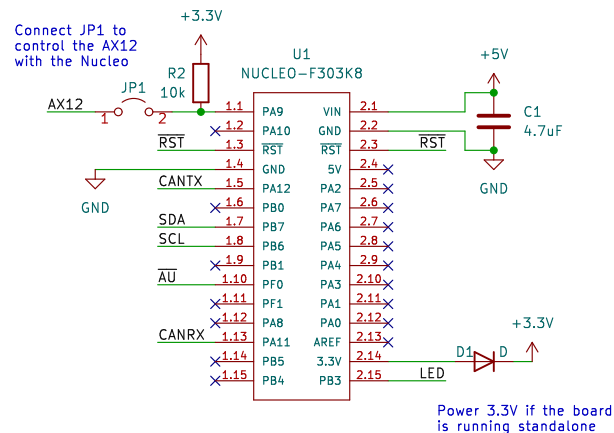 Connect JP1 to
control the AX12
with the Nucleo
+3.3V
R2
10k
JP1
AX12
1
2
U1
NUCLEO-F303K8
+5V
C1
4.7uF
GND
1.1 PA9 VIN 2.1
1.2 PA10 GND 2.2
RST 1.3 RST RST 2.3 RST
1.4 GND 5V 2.4
CANTX 1.5 PA12 PA2 2.5
GND
1.6 PB0 PA7 2.6
SDA 1.7 PB7 PA6 2.7
SCL 1.8 PB6 PA5 2.8
1.9 PB1 PA4 2.9
AU 1.10 PF0 PA3 2.10
1.11 PF1 PA1 2.11
1.12 PA8 PA0 2.12
CANRX 1.13 PA11 AREF 2.13
1.14 PB5 3.3V 2.14
1.15 PB4 PB3 2.15 LED
D1 D
+3.3V
Power 3.3V if the board
is running standalone